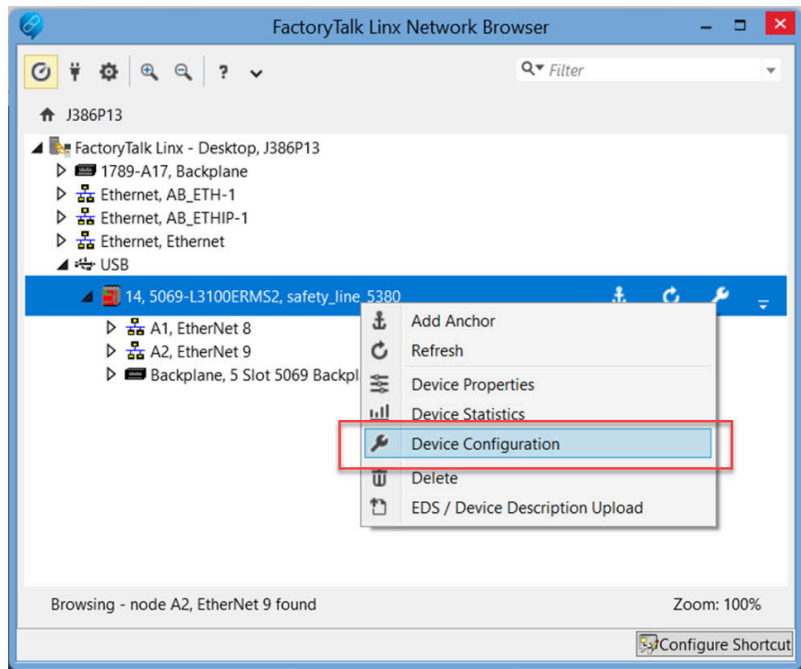 FactoryTalk Linx Network Browser
? Filter
J386P13
FactoryTalk Linx - Desktop, J386P13
1789-A17, Backplane
Ethernet, AB_ETH-1
Ethernet, AB_ETHIP-1
Ethernet, Ethernet
USB
14, 5069-L3100ERMS2, safety_line_5380
A1, EtherNet 8
A2, EtherNet 9
Backplane, 5 Slot 5069 Backpl
Add Anchor
Refresh
Device Properties
Device Statistics
Device Configuration
Delete
EDS / Device Description Upload
Browsing - node A2, EtherNet 9 found Zoom: 100%
Configure Shortcut